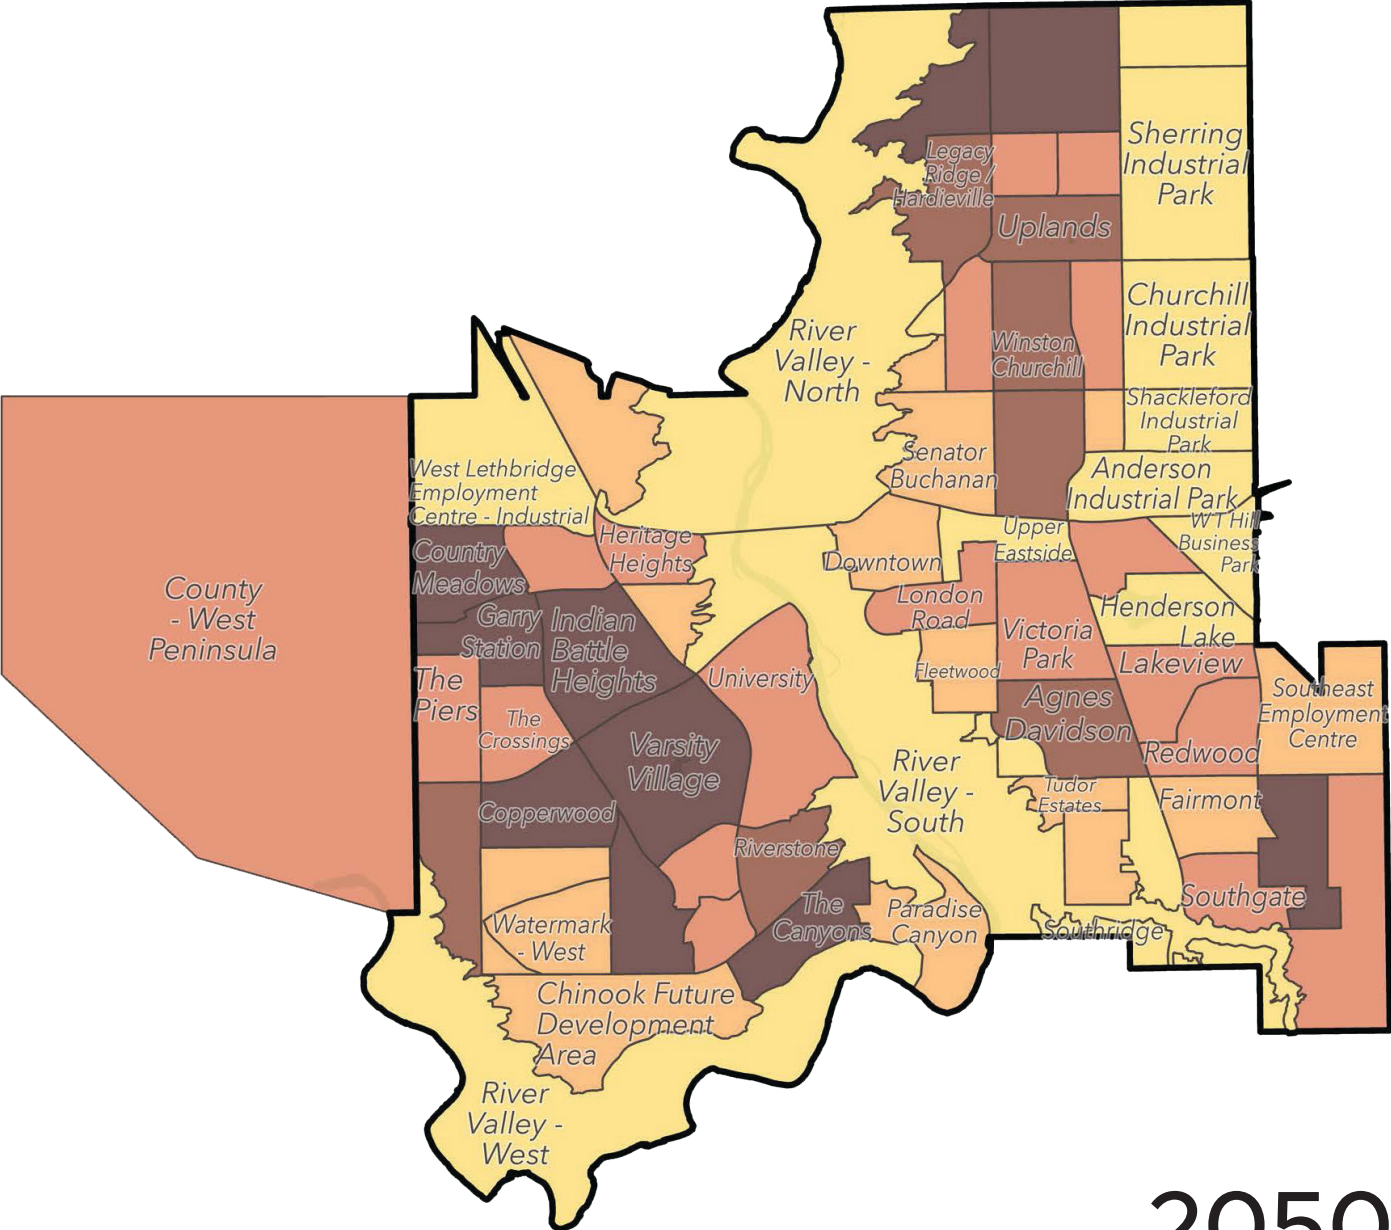 Sherring
Industrial
Park
Legacy
Ridge /
Hardieville
Uplands
Churchill
Industrial
Park
River
Valley -
North
Winston
Churchill
Shackleford
Industrial
Park
Senator
Buchanan
Anderson
Industrial Park
West Lethbridge
Employment
Centre - Industrial
W T Hill
Business
Park
Upper
Eastside
Heritage
Heights
Downtown
Country
Meadows
County
- West
Peninsula
Garry
Station
Indian
Battle
Heights
London
Road
Henderson
Lake
Victoria
Park
Lakeview
The
Piers
University
Fleetwood
Southeast
Employment
Centre
The
Crossings
Agnes
Davidson
Varsity
Village
Redwood
River
Valley -
South
Tudor
Estates
Fairmont
Copperwood
Riverstone
Southgate
Watermark
- West
The
Canyons
Paradise
Canyon
Southridge
Chinook Future
Development
Area
River
Valley -
West
2050